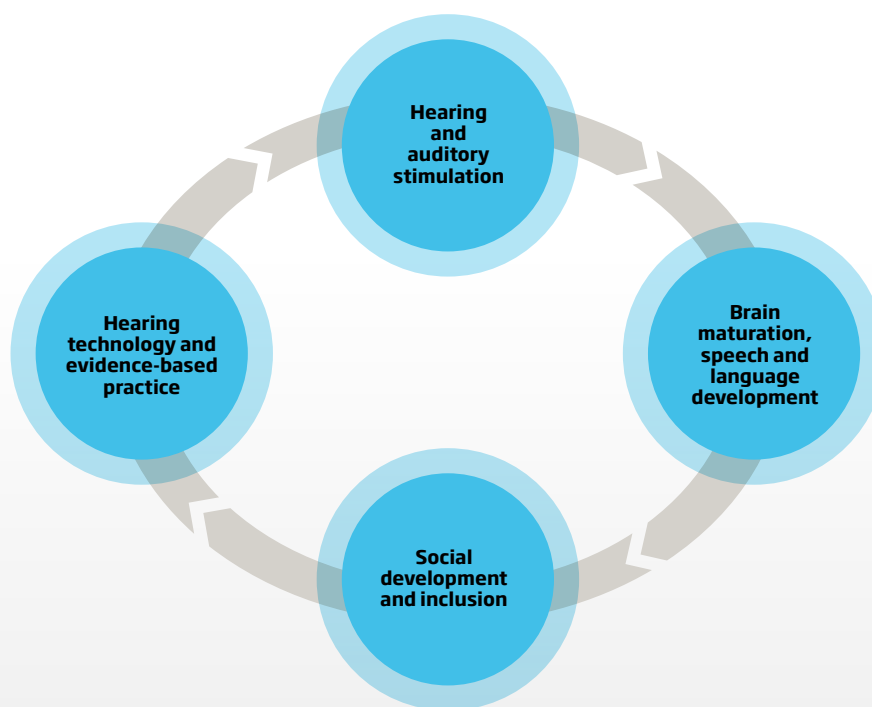 Hearing
and
auditory
stimulation
Brain
maturation,
speech and
language
development
Social
development
and inclusion
Hearing
technology and
evidence-based
practice